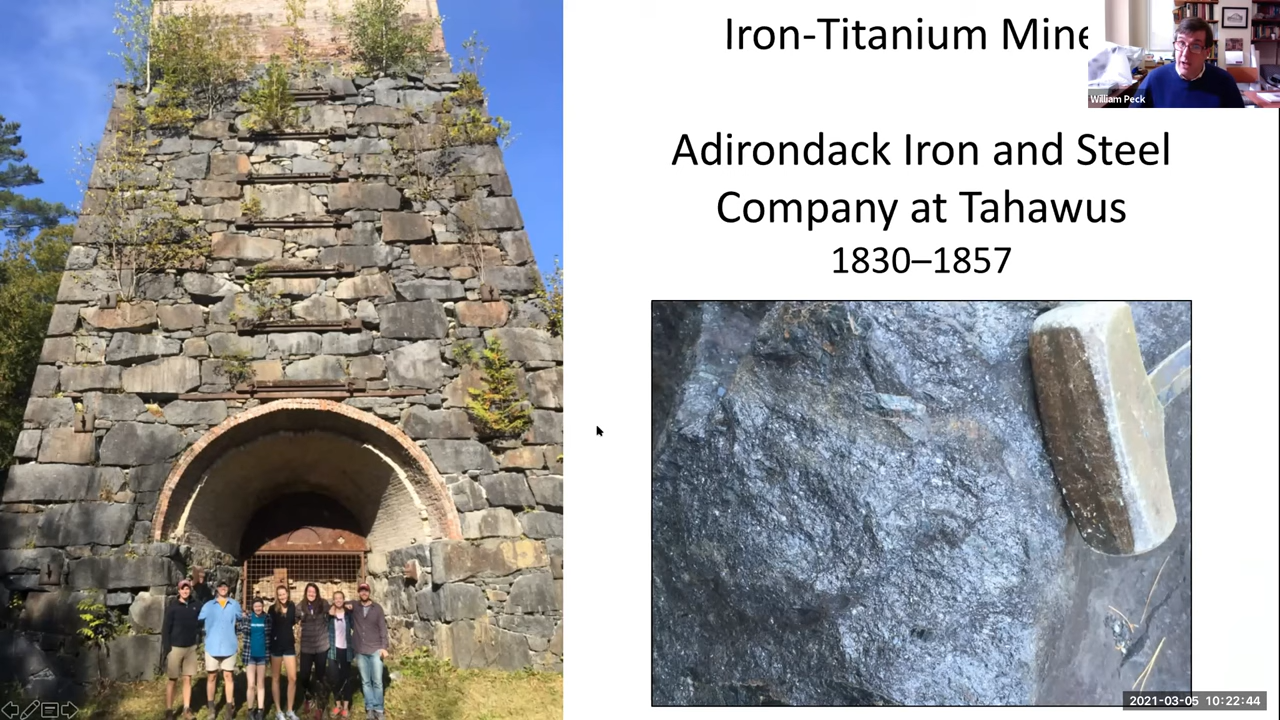 Iron-Titanium Mine
William Peck
Adirondack Iron and Steel
Company at Tahawus
1830–1857
2021-03-05 10:22:44